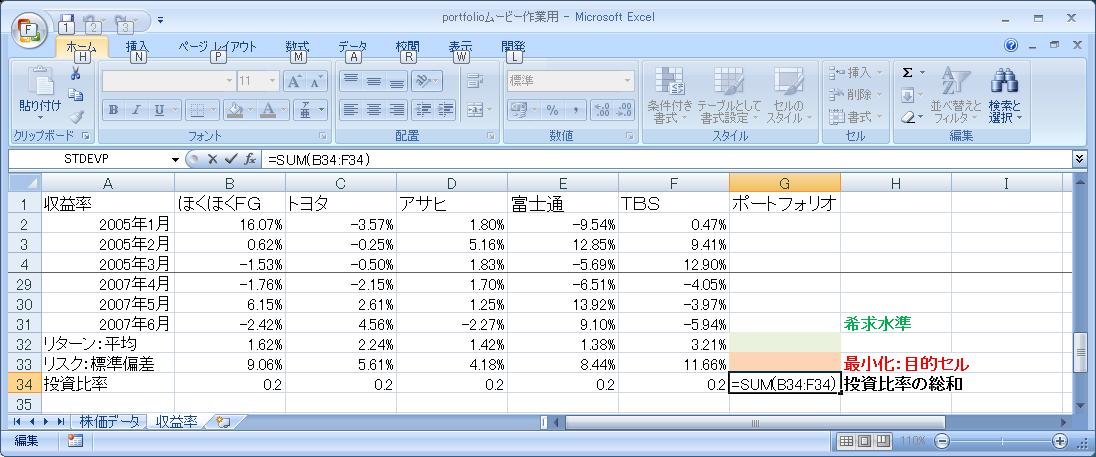 portfolioムービー作業用 - Microsoft Excel
1 2 3
F
ホーム 挿入 ページ レイアウト 数式 データ 校閲 表示 開発
H N P M A R W L
貼り付け
11 A A
B I U
標準
% ,
条件付き書式 テーブルとして書式設定 セルのスタイル
挿入
削除
書式
Σ
並べ替えとフィルタ 検索と選択
クリップボード フォント 配置 数値 スタイル セル 編集
STDEVP fx =SUM(B34:F34)
A B C D E F G H I
1 収益率 ほくほくFG トヨタ アサヒ 富士通 TBS ポートフォリオ
2 2005年1月 16.07% -3.57% 1.80% -9.54% 0.47%
3 2005年2月 0.62% -0.25% 5.16% 12.85% 9.41%
4 2005年3月 -1.53% -0.50% 1.83% -5.69% 12.90%
29 2007年4月 -1.76% -2.15% 1.70% -6.51% -4.05%
30 2007年5月 6.15% 2.61% 1.25% 13.92% -3.97%
31 2007年6月 -2.42% 4.56% -2.27% 9.10% -5.94% 希求水準
32 リターン:平均 1.62% 2.24% 1.42% 1.38% 3.21%
33 リスク:標準偏差 9.06% 5.61% 4.18% 8.44% 11.66% 最小化:目的セル
34 投資比率 0.2 0.2 0.2 0.2 0.2 =SUM(B34:F34) 投資比率の総和
35
株価データ 収益率
編集 110%